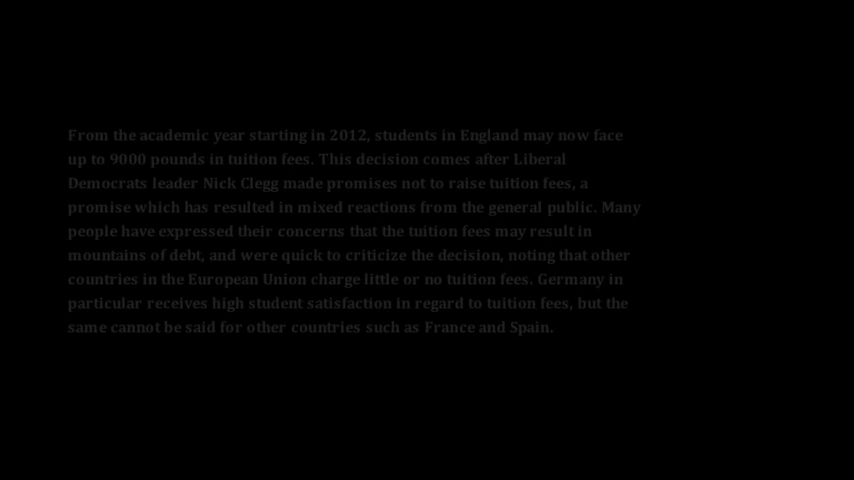 From the academic year starting in 2012, students in England may now face
up to 9000 pounds in tuition fees. This decision comes after Liberal
Democrats leader Nick Clegg made promises not to raise tuition fees, a
promise which has resulted in mixed reactions from the general public. Many
people have expressed their concerns that the tuition fees may result in
mountains of debt, and were quick to criticize the decision, noting that other
countries in the European Union charge little or no tuition fees. Germany in
particular receives high student satisfaction in regard to tuition fees, but the
same cannot be said for other countries such as France and Spain.